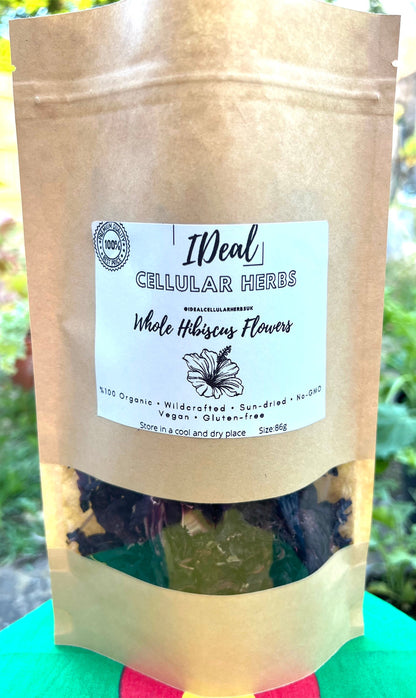 100%
IDeal
CELLULAR HERBS
@IDEALCELLULARHERBSUK
Whole Hibiscus Flowers
%100 Organic • Wildcrafted • Sun-dried • No-GMO
Vegan • Gluten-free
Store in a cool and dry place Size:86g